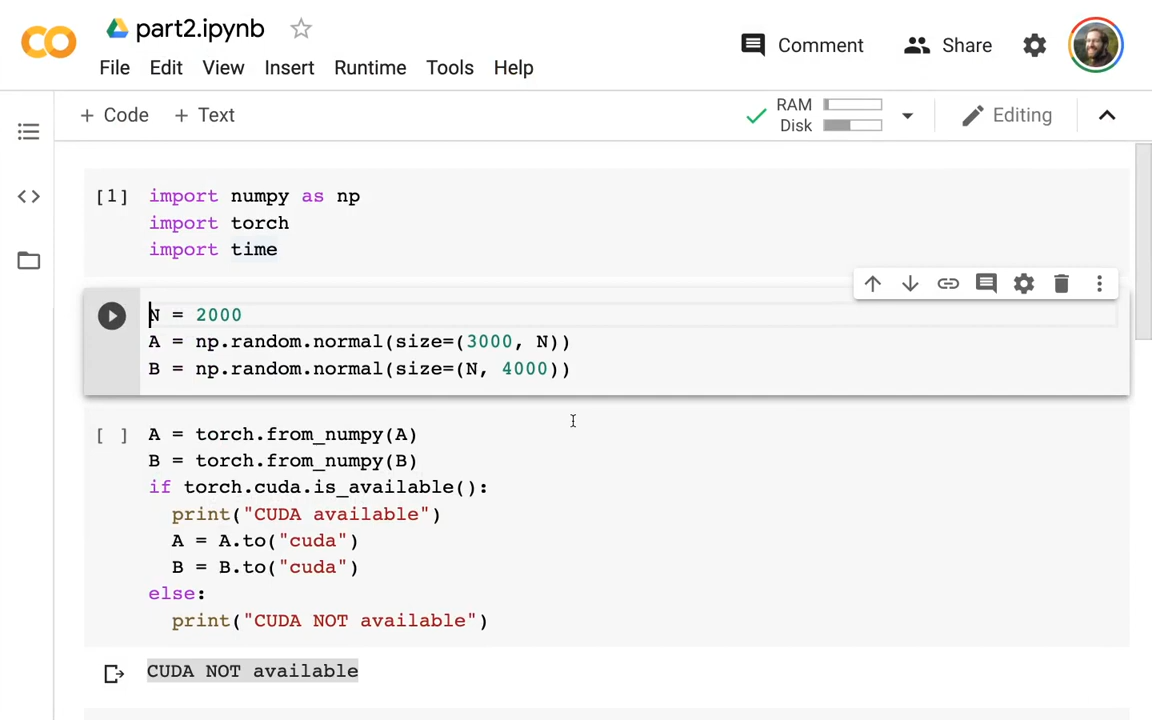 part2.ipynb
Comment
Share
File Edit View Insert Runtime Tools Help
+ Code + Text
RAM
Disk
Editing
[1] import numpy as np
import torch
import time
N = 2000
A = np.random.normal(size=(3000, N))
B = np.random.normal(size=(N, 4000))
[ ] A = torch.from_numpy(A)
B = torch.from_numpy(B)
if torch.cuda.is_available():
print("CUDA available")
A = A.to("cuda")
B = B.to("cuda")
else:
print("CUDA NOT available")
CUDA NOT available